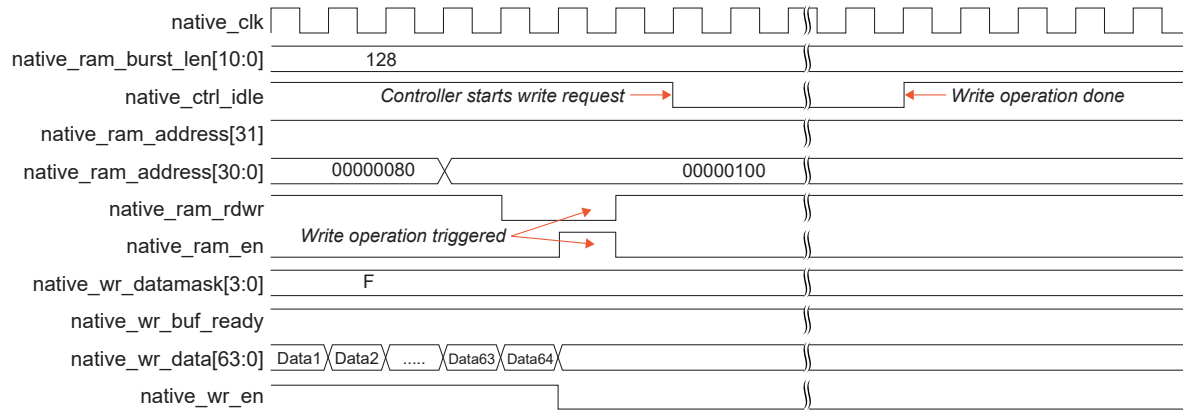 native_clk
native_ram_burst_len[10:0] 128
native_ctrl_idle Controller starts write request Write operation done
native_ram_address[31]
native_ram_address[30:0] 00000080 00000100
native_ram_rdwr
Write operation triggered
native_ram_en
native_wr_datamask[3:0] F
native_wr_buf_ready
native_wr_data[63:0] Data1 Data2 ..... Data63 Data64
native_wr_en